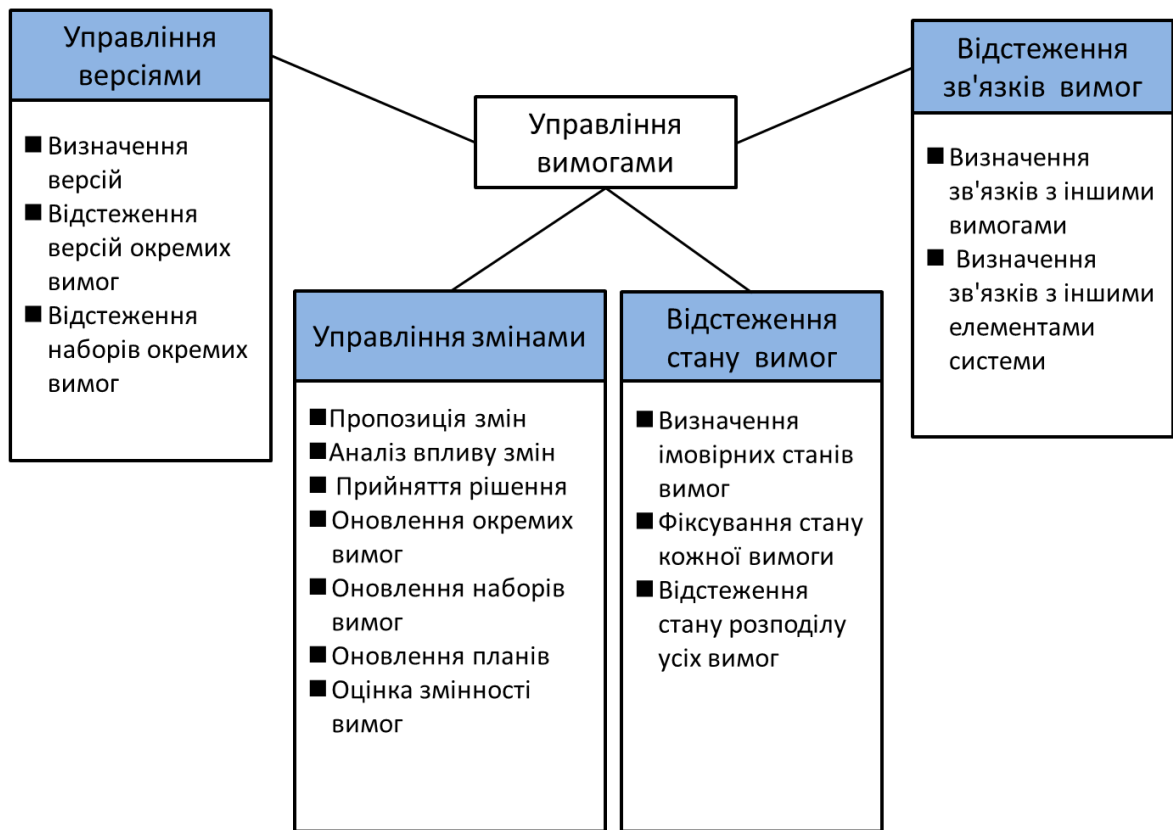 Управління
версіями
Визначення
версій
Відстеження
версій окремих
вимог
Відстеження
наборів окремих
вимог
Управління
вимогами
Відстеження
зв'язків вимог
Визначення
зв'язків з іншими
вимогами
Визначення
зв'язків з іншими
елементами
системи
Управління змінами
Пропозиція змін
Аналіз впливу змін
Прийняття рішення
Оновлення окремих
вимог
Оновлення наборів
вимог
Оновлення планів
Оцінка змінності
вимог
Відстеження
стану вимог
Визначення
імовірних станів
вимог
Фіксування стану
кожної вимоги
Відстеження
стану розподілу
усіх вимог